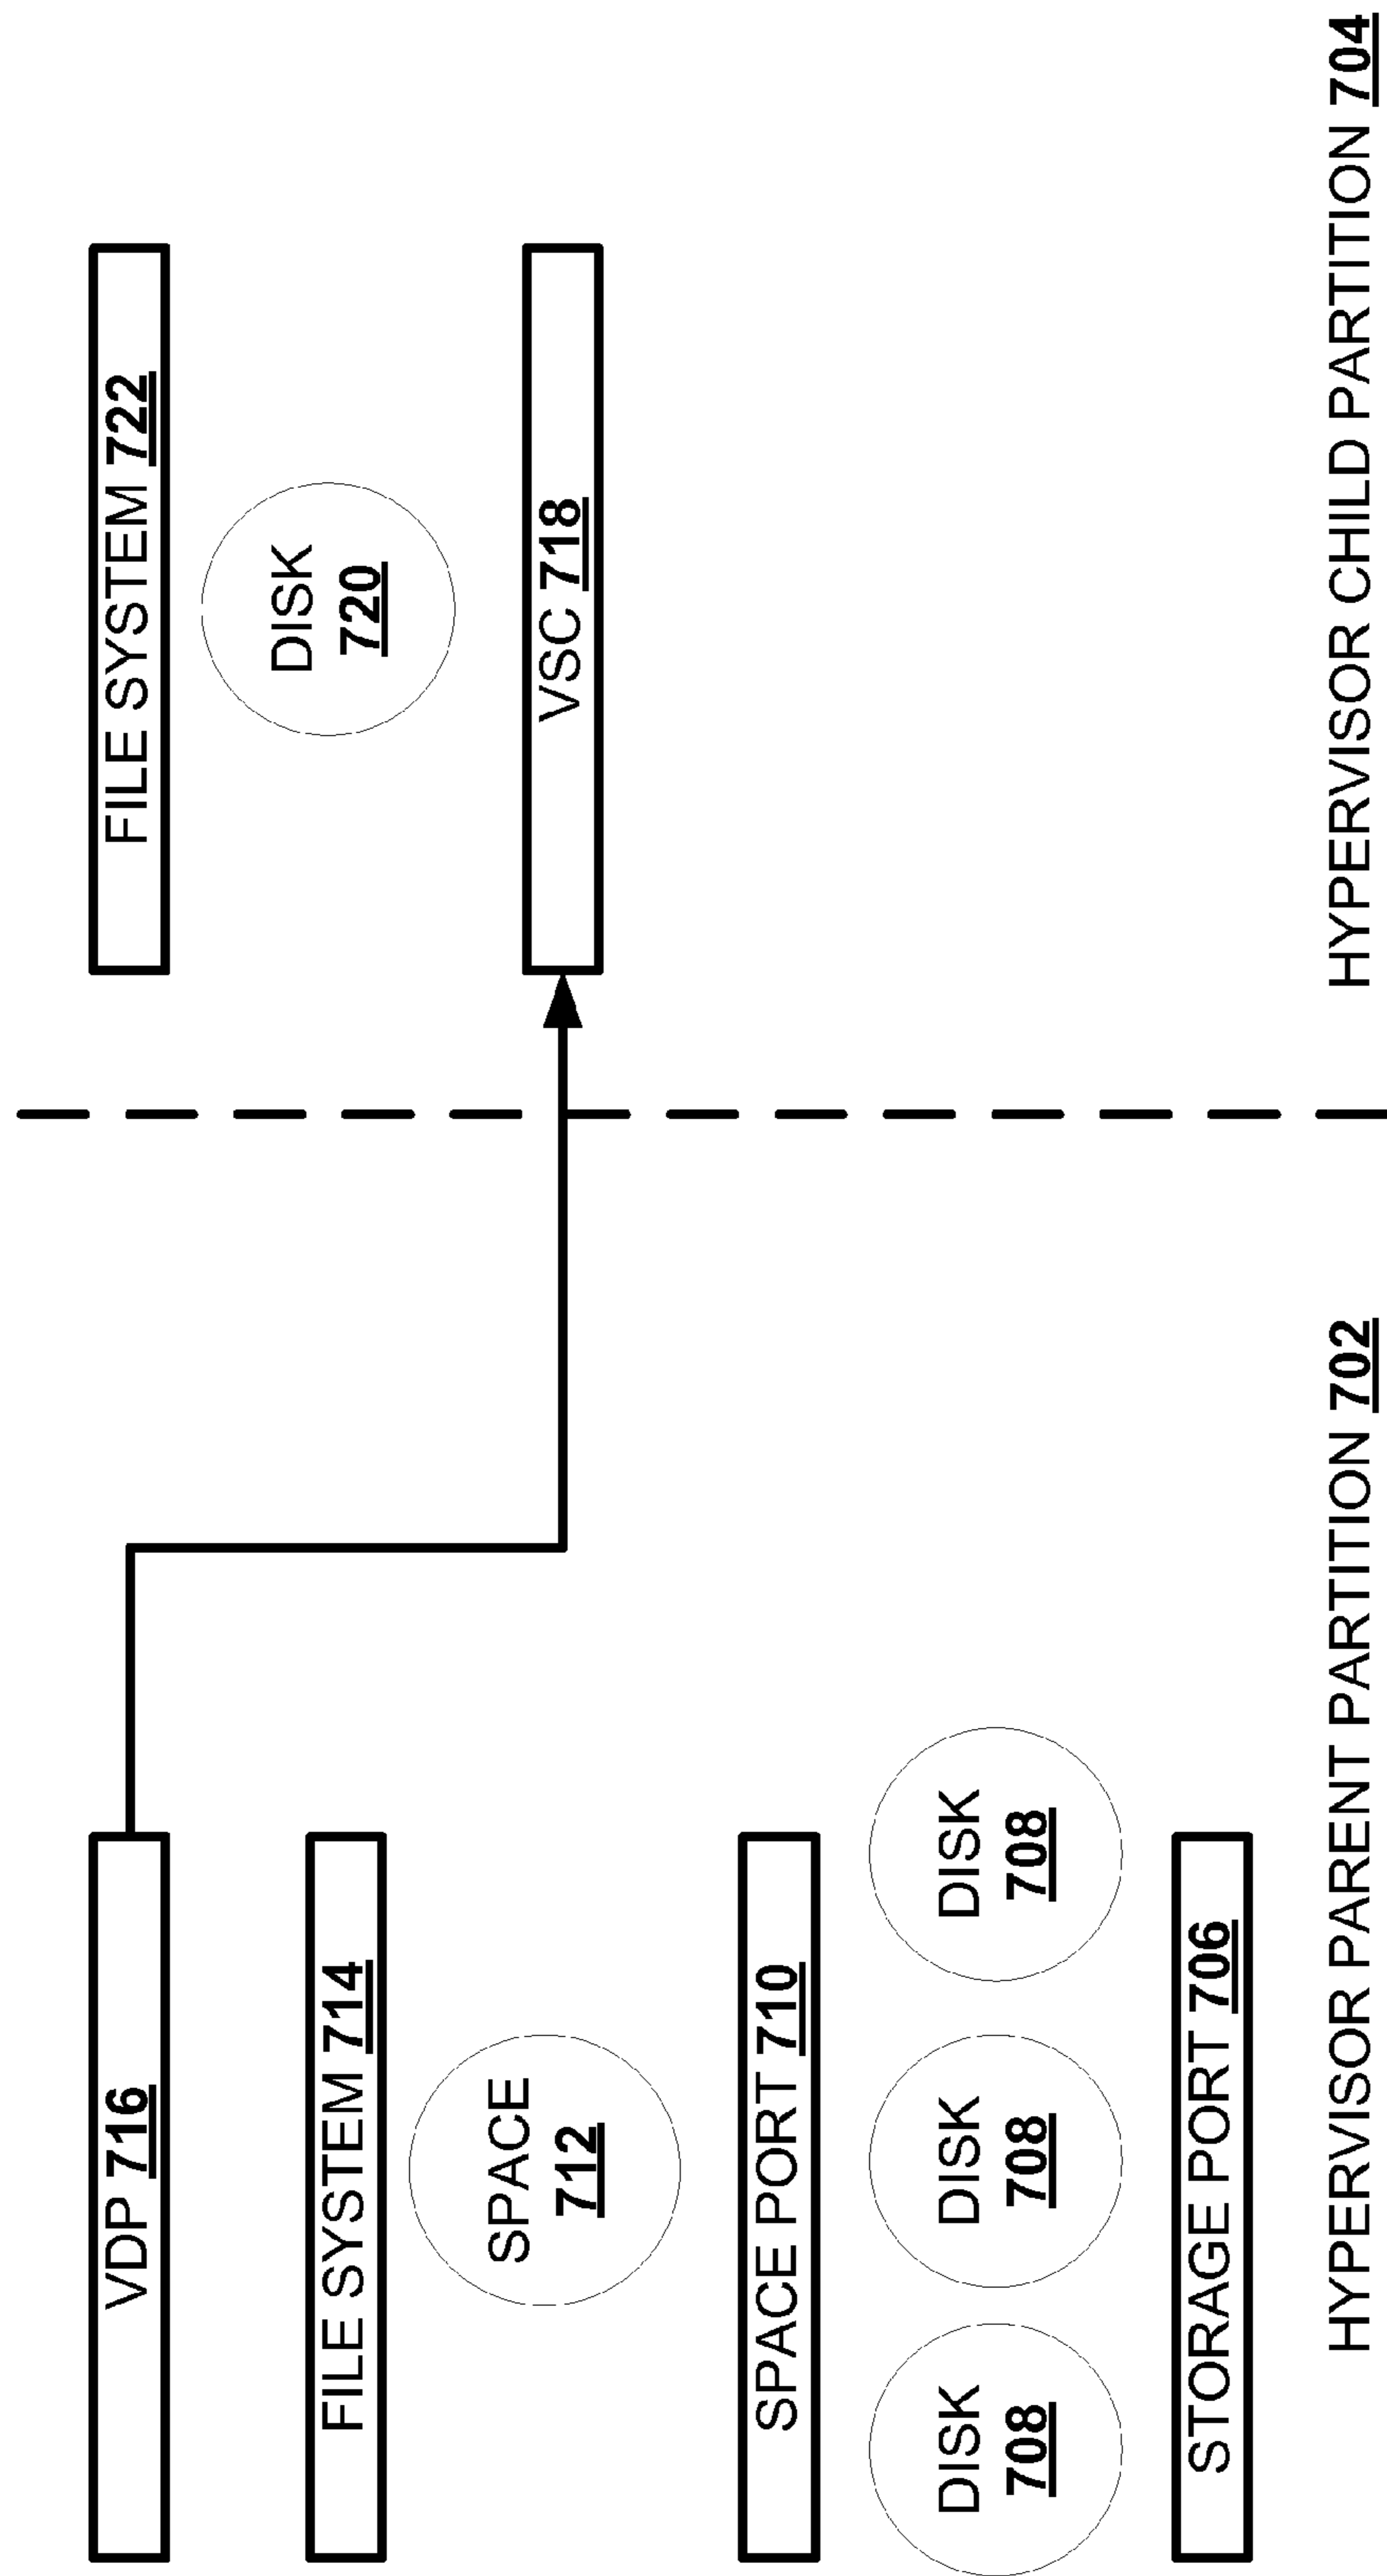 VDP 716
FILE SYSTEM 714
SPACE
712
SPACE PORT 710
DISK
708
DISK
708
DISK
708
STORAGE PORT 706
HYPERVISOR PARENT PARTITION 702
FILE SYSTEM 722
DISK
720
VSC 718
HYPERVISOR CHILD PARTITION 704